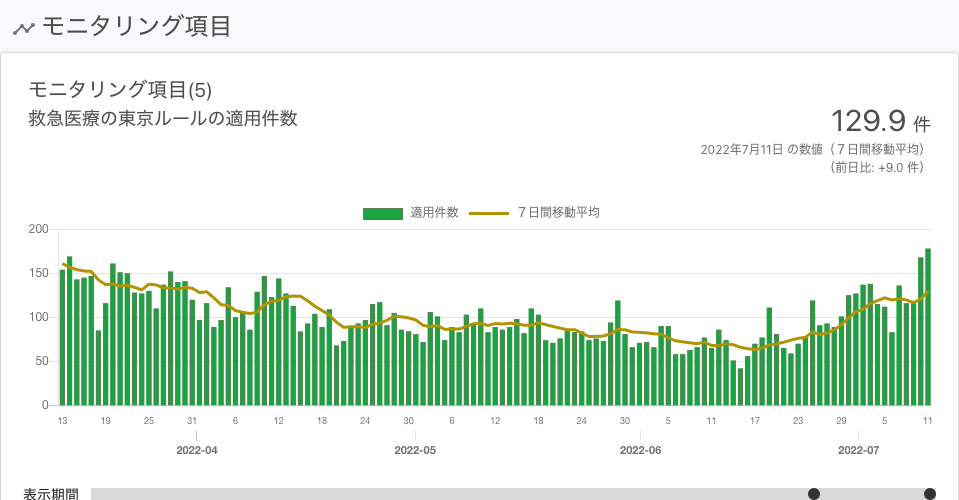 モニタリング項目
モニタリング項目(5)
救急医療の東京ルールの適用件数
129.9 件
2022年7月11日 の数値（７日間移動平均）
（前日比: +9.0 件）
適用件数 ７日間移動平均
200
150
100
50
0
13 19 25 31 6 12 18 24 30 6 12 18 24 30 5 11 17 23 29 5 11
2022-04 2022-05 2022-06 2022-07
表示期間